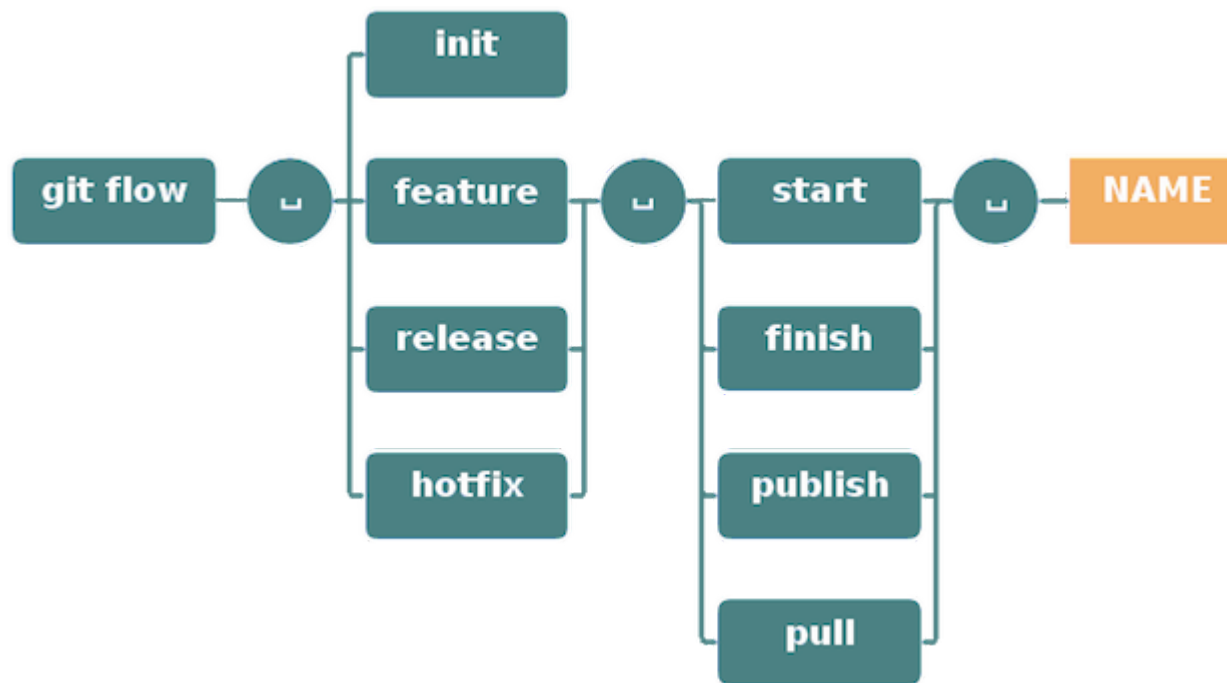 init
git flow
␣
feature
␣
start
␣
NAME
release
finish
hotfix
publish
pull